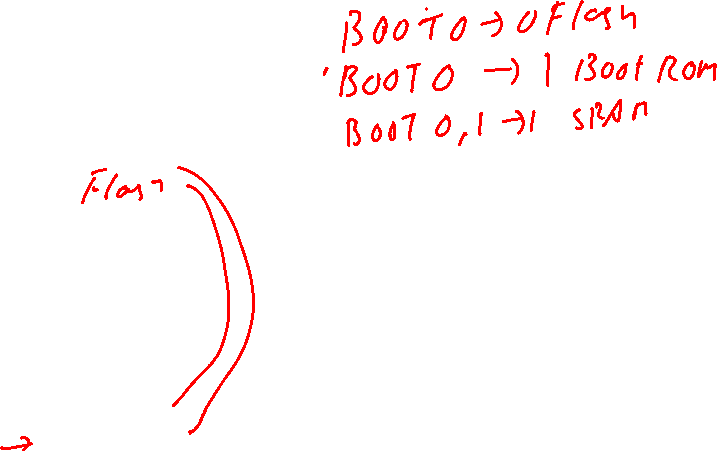 BOOT0 → 0 Flash
BOOT0 → 1 Boot Rom
BOOT 0,1 → 1 SRAM
Flash
→